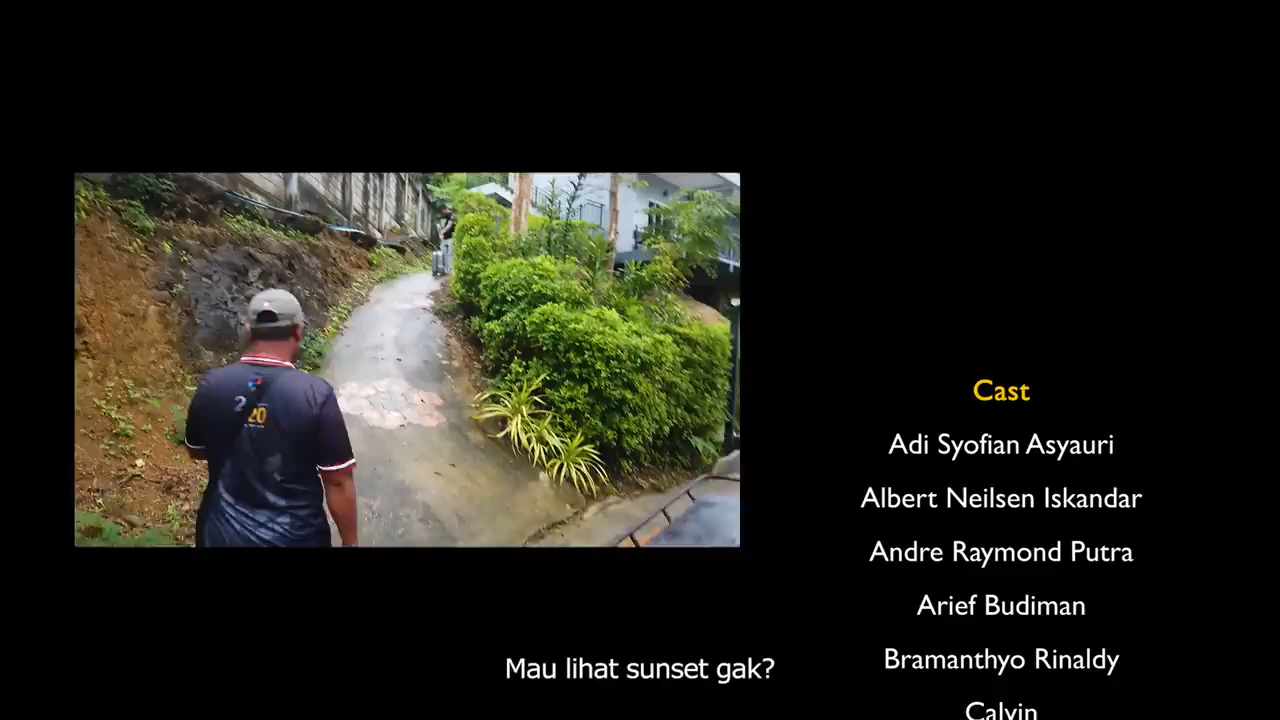 Cast
Adi Syofian Asyauri
Albert Neilsen Iskandar
Andre Raymond Putra
Arief Budiman
Bramanthyo Rinaldy
Calvin
Mau lihat sunset gak?
20